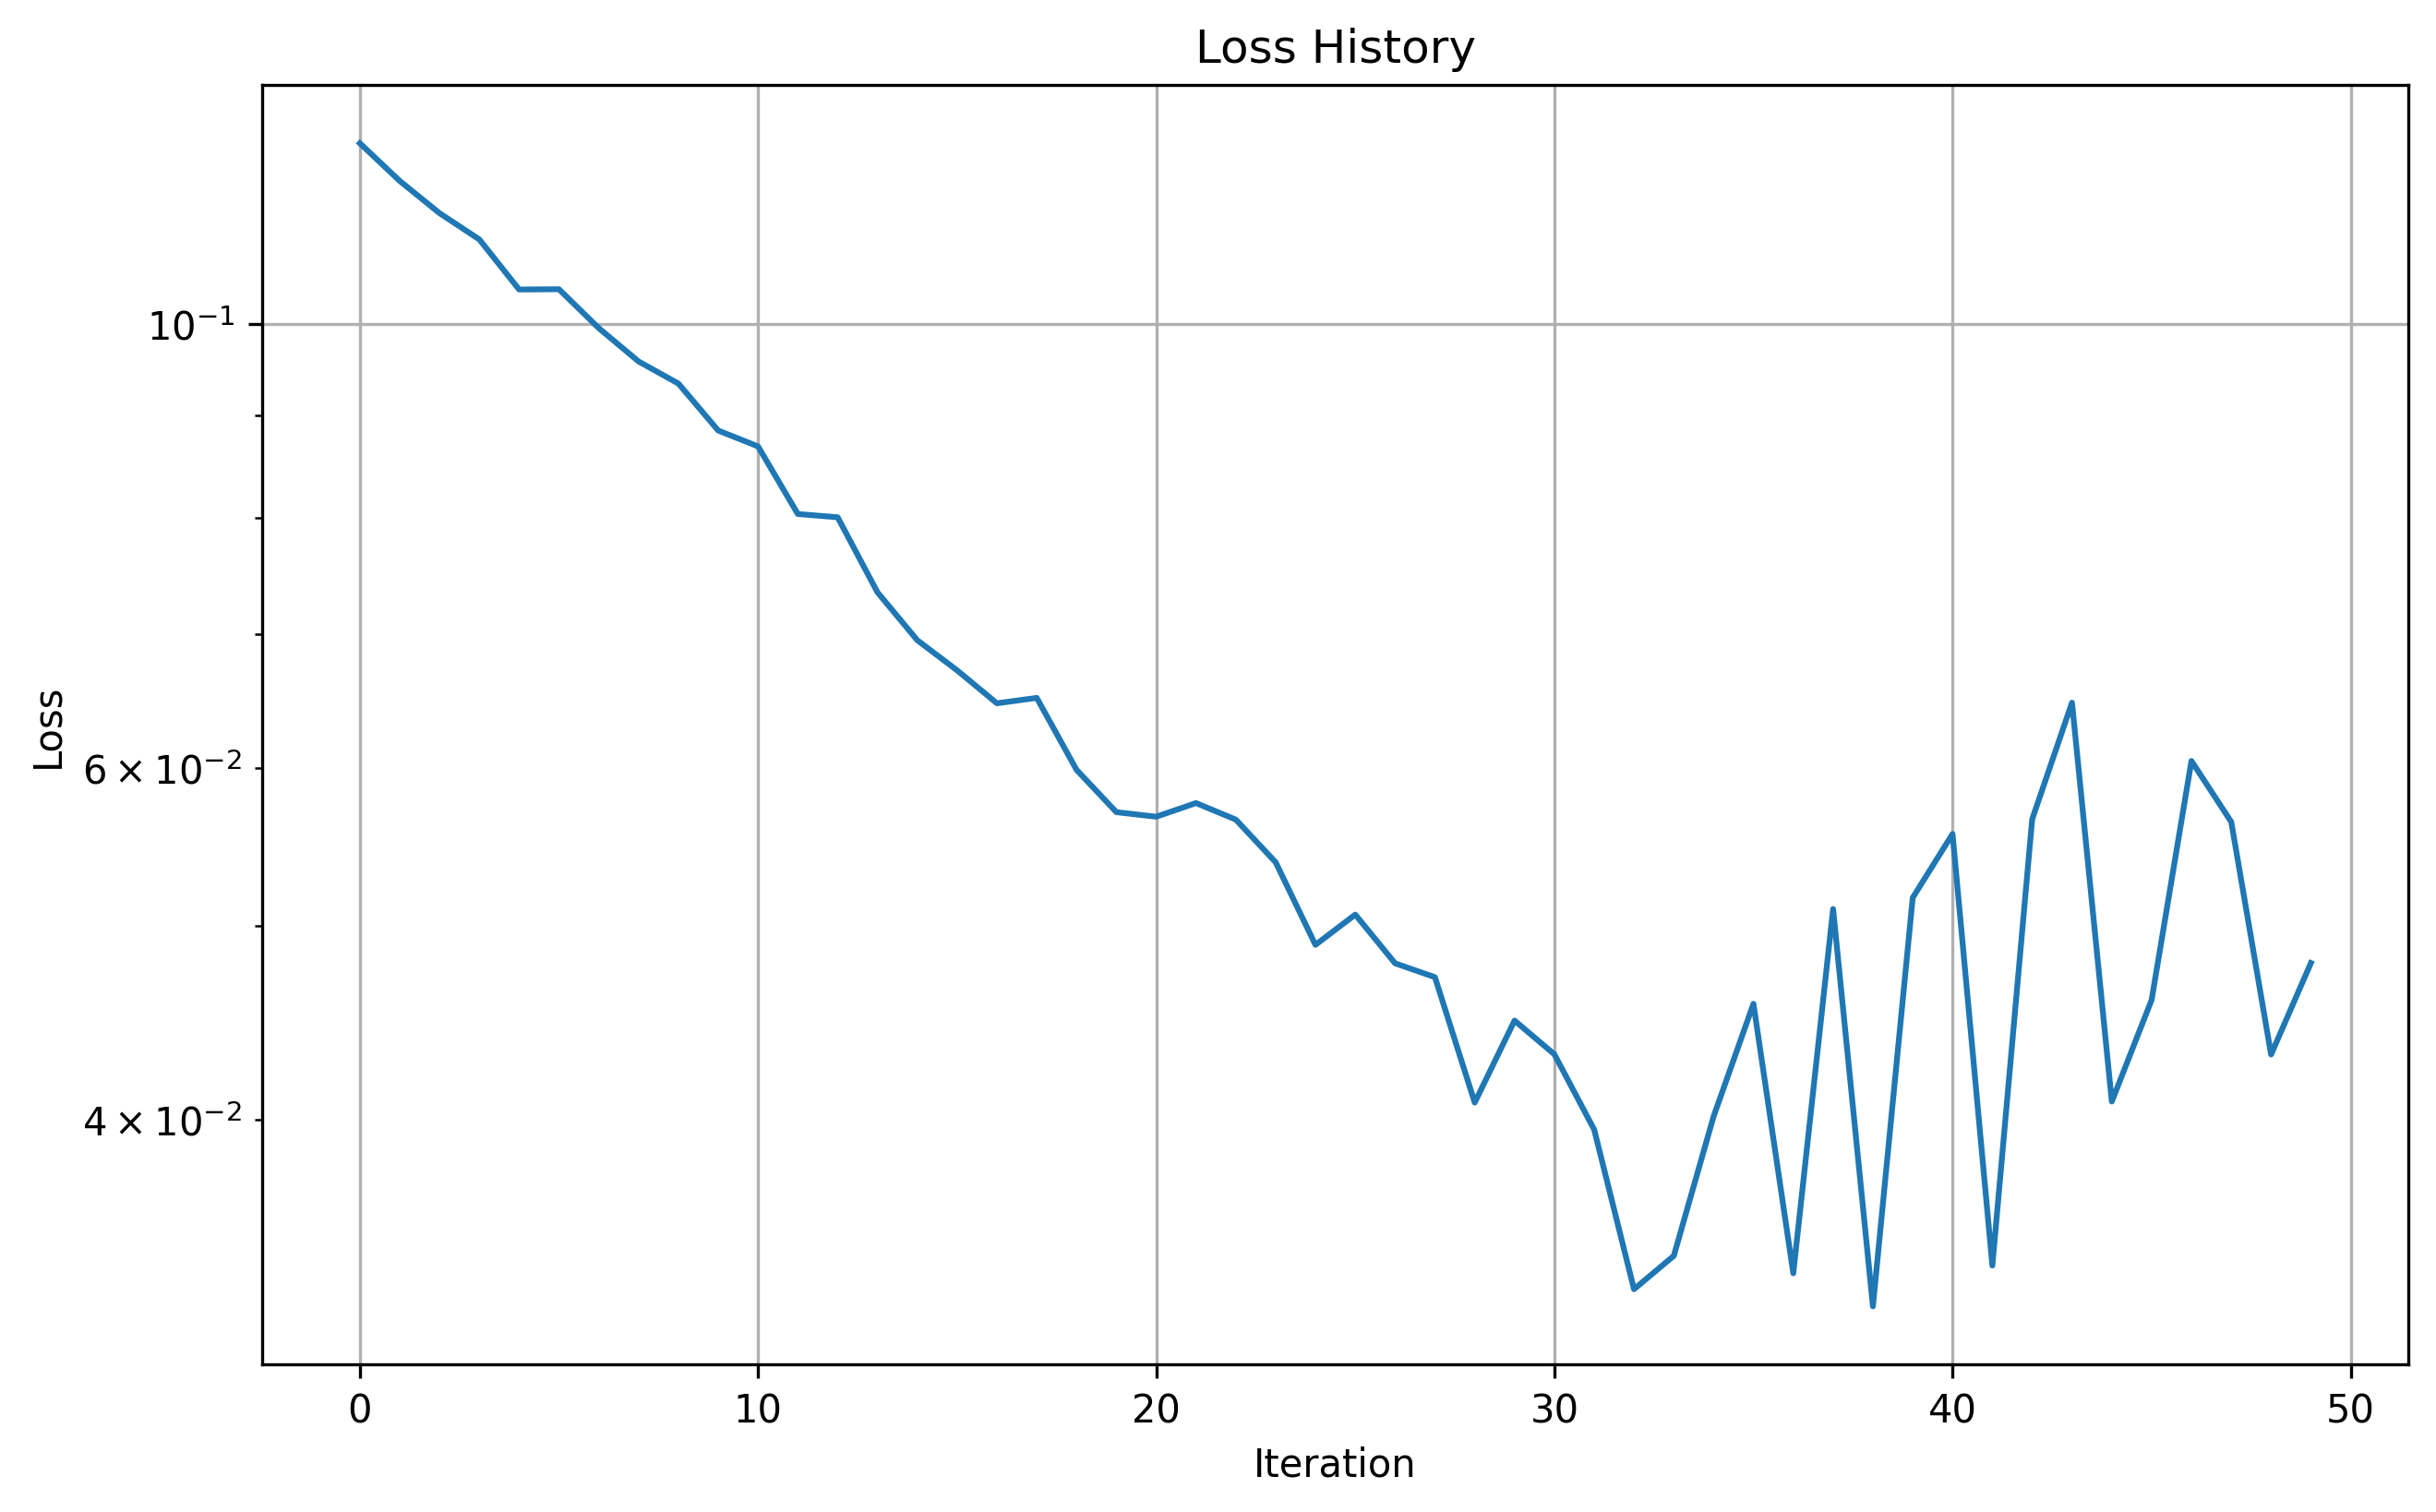 Loss History
Loss
10⁻¹
6 × 10⁻²
4 × 10⁻²
0 10 20 30 40 50
Iteration